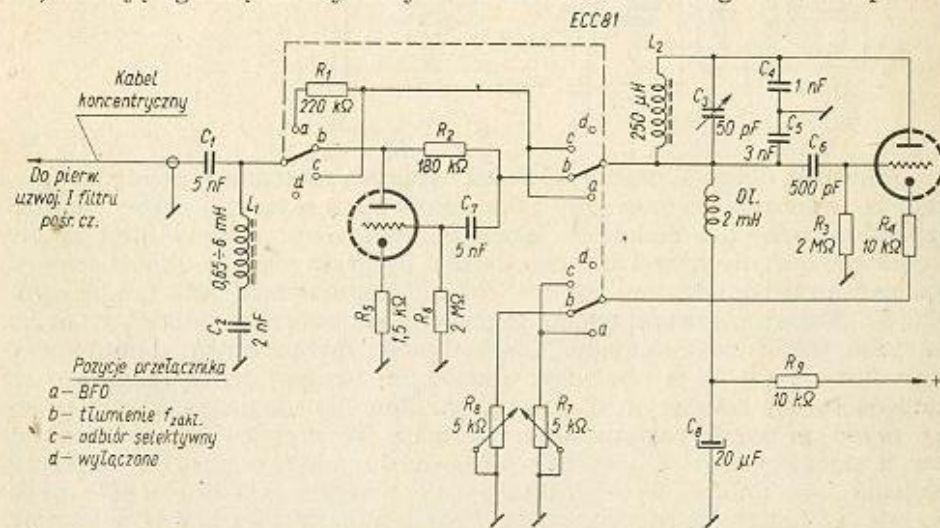 ECC81
Kabel
koncentryczny
Do pierw.
uzwoj. I filtru
pośr. cz.
C1
5 nF
L1
0,65÷6 mH
C2
2 nF
R1
220 kΩ
a
b
c
d
R2
180 kΩ
C7
5 nF
R5
1,5 kΩ
R6
2 MΩ
d
c
b
a
c
d
b
a
R8
5 kΩ
R7
5 kΩ
L2
250 μH
C3
50 pF
C4
1 nF
C5
3 nF
C6
500 pF
Dł.
2 mH
R3
2 MΩ
R4
10 kΩ
R9
10 kΩ
+
C8
20 μF
Pozycje przełącznika
a – BFO
b – tłumienie fzakł.
c – odbiór selektywny
d – wyłączone